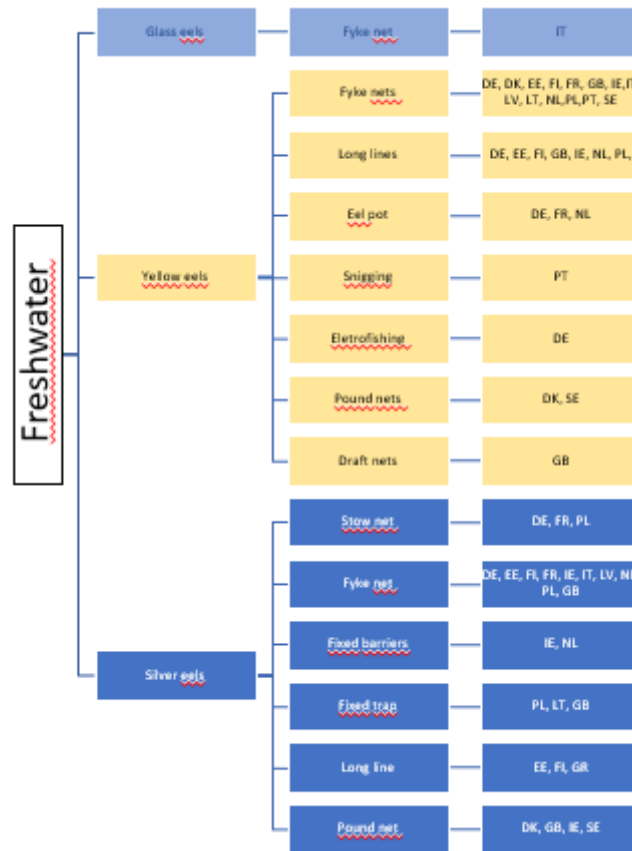 Freshwater
Glass eels
Fyke net
IT
Yellow eels
Fyke nets
DE, DK, EE, FI, FR, GB, IE,IT
LV, LT, NL,PL,PT, SE
Long lines
DE, EE, FI, GB, IE, NL, PL,
Eel pot
DE, FR, NL
Snigging
PT
Eletrofishing
DE
Pound nets
DK, SE
Draft nets
GB
Silver eels
Stow net
DE, FR, PL
Fyke net
DE, EE, FI, FR, IE, IT, LV, NL
PL, GB
Fixed barriers
IE, NL
Fixed trap
PL, LT, GB
Long line
EE, FI, GR
Pound net
DK, GB, IE, SE